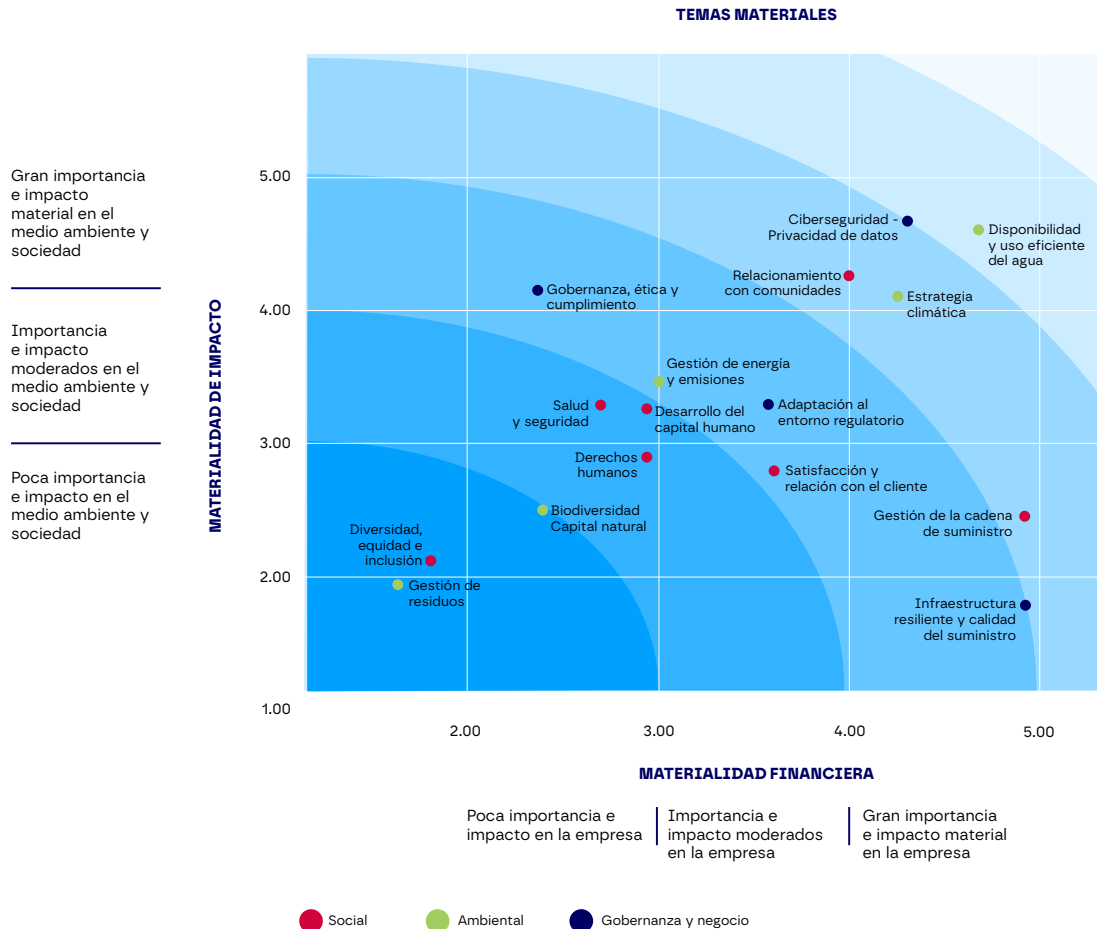 TEMAS MATERIALES
Gran importancia
e impacto
material en el
medio ambiente y
sociedad
Importancia
e impacto
moderados en el
medio ambiente y
sociedad
Poca importancia
e impacto en el
medio ambiente y
sociedad
MATERIALIDAD DE IMPACTO
5.00
4.00
3.00
2.00
1.00
Ciberseguridad -
Privacidad de datos
Disponibilidad
y uso eficiente
del agua
Relacionamiento
con comunidades
Estrategia
climática
Gobernanza, ética y
cumplimiento
Gestión de energía
y emisiones
Salud
y seguridad
Desarrollo del
capital humano
Adaptación al
entorno regulatorio
Derechos
humanos
Satisfacción y
relación con el cliente
Biodiversidad
Capital natural
Gestión de la cadena
de suministro
Diversidad,
equidad e
inclusión
Gestión de
residuos
Infraestructura
resiliente y calidad
del suministro
2.00
3.00
4.00
5.00
MATERIALIDAD FINANCIERA
Poca importancia e
impacto en la empresa
Importancia e
impacto moderados
en la empresa
Gran importancia
e impacto material
en la empresa
Social
Ambiental
Gobernanza y negocio